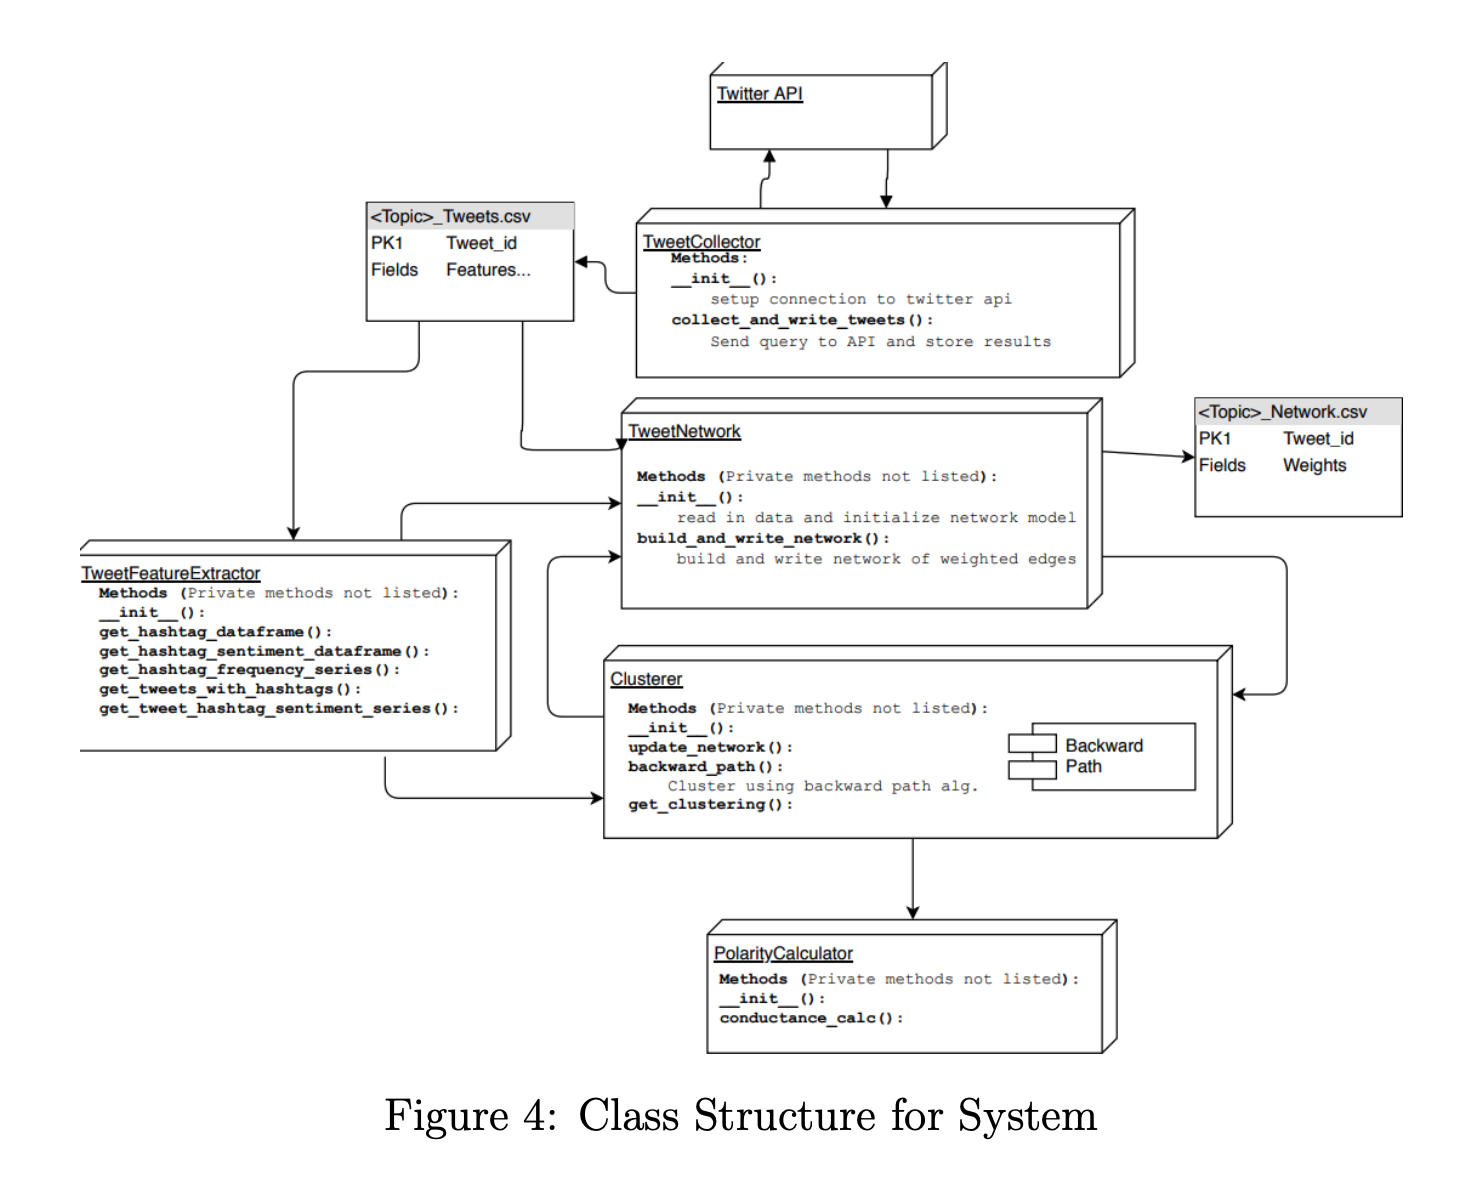 Twitter API
<Topic>_Tweets.csv
PK1 Tweet_id
Fields Features...
TweetCollector
Methods:
__init__():
setup connection to twitter api
collect_and_write_tweets():
Send query to API and store results
<Topic>_Network.csv
PK1 Tweet_id
Fields Weights
TweetNetwork
Methods (Private methods not listed):
__init__():
read in data and initialize network model
build_and_write_network():
build and write network of weighted edges
TweetFeatureExtractor
Methods (Private methods not listed):
__init__():
get_hashtag_dataframe():
get_hashtag_sentiment_dataframe():
get_hashtag_frequency_series():
get_tweets_with_hashtags():
get_tweet_hashtag_sentiment_series():
Clusterer
Methods (Private methods not listed):
__init__():
update_network():
backward_path():
Cluster using backward path alg.
get_clustering():
Backward
Path
PolarityCalculator
Methods (Private methods not listed):
__init__():
conductance_calc():
Figure 4: Class Structure for System